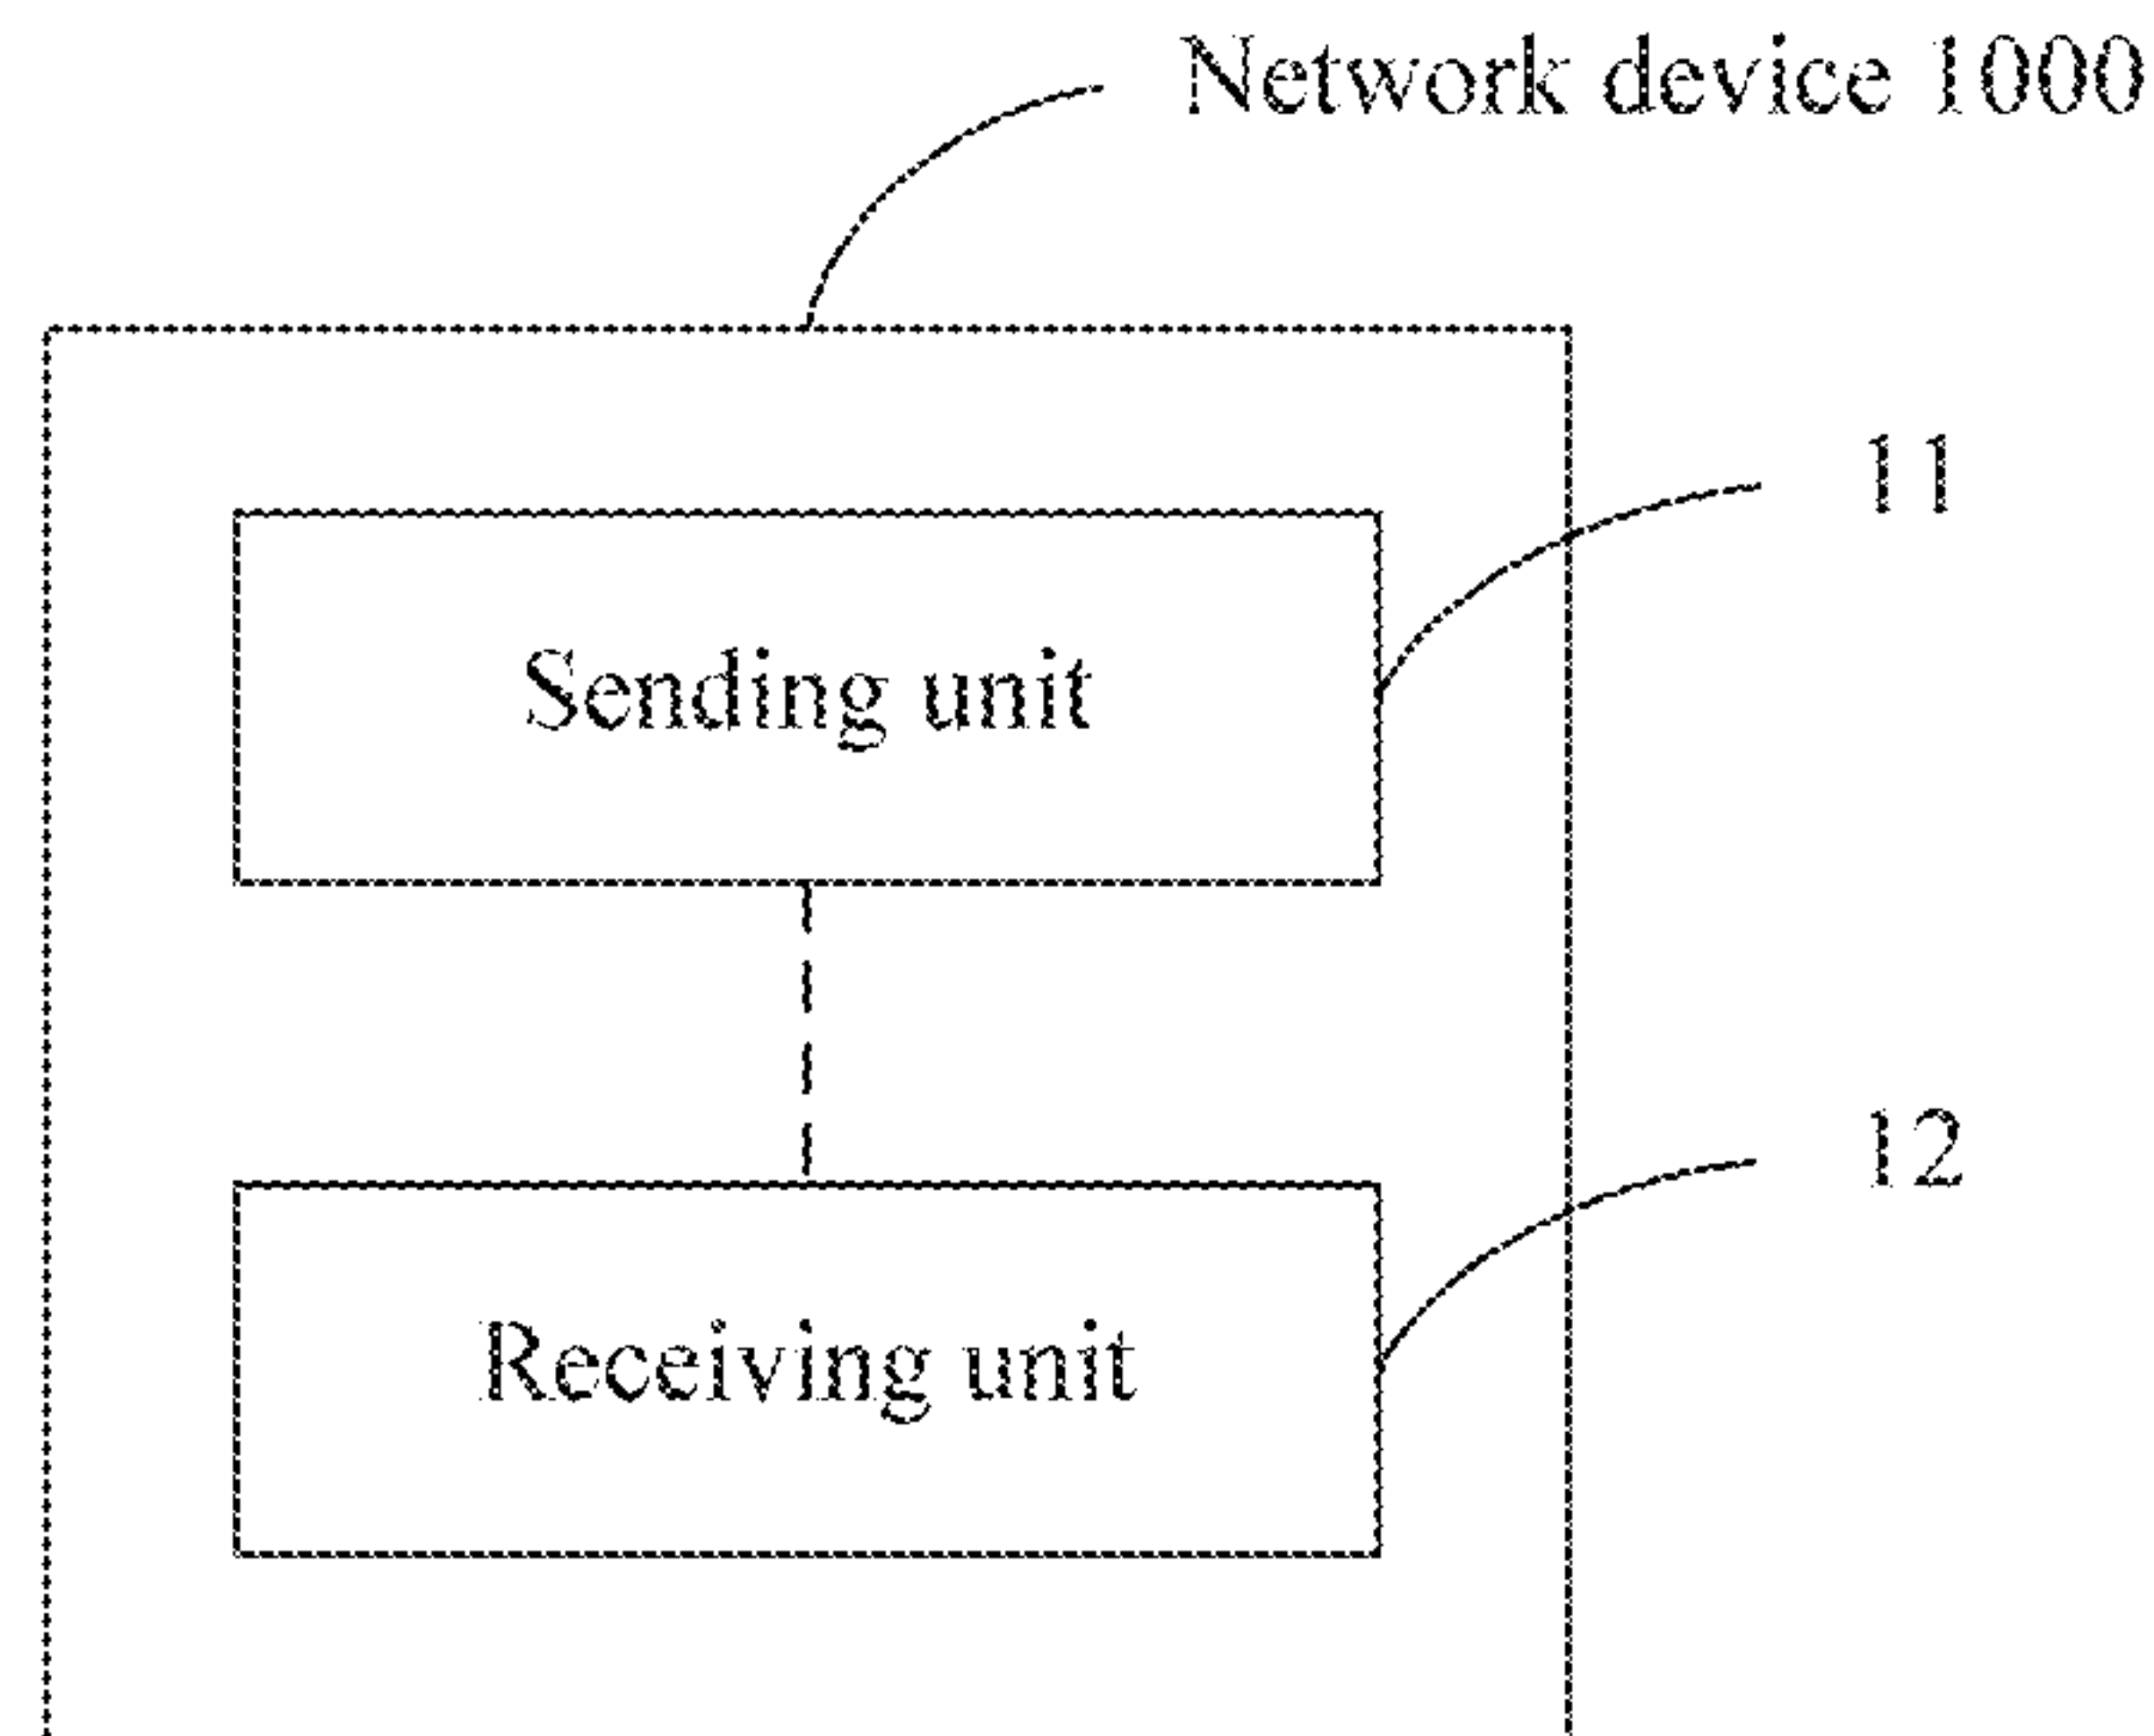 Network device 1000
11
Sending unit
12
Receiving unit